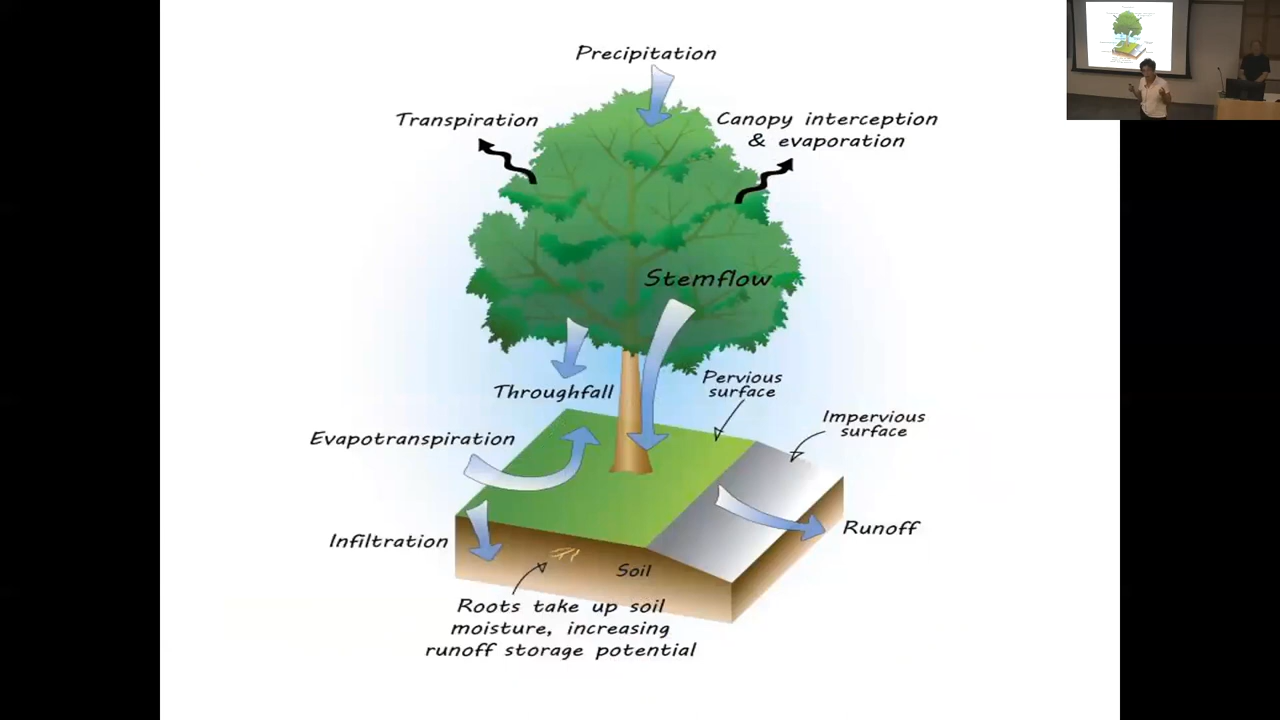 Precipitation
Transpiration
Canopy interception
& evaporation
Stemflow
Throughfall
Pervious
surface
Impervious
surface
Evapotranspiration
Runoff
Infiltration
Soil
Roots take up soil
moisture, increasing
runoff storage potential